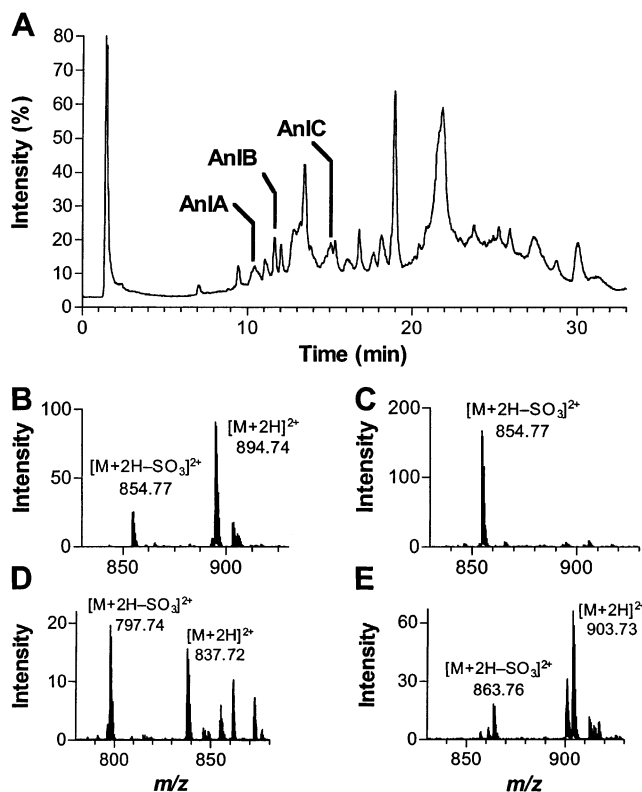 A
Intensity (%)
80
70
60
50
40
30
20
10
0
AnIA
AnIB
AnIC
0
10
20
30
Time (min)
B
Intensity
100
50
0
[M+2H–SO₃]²⁺
854.77
[M+2H]²⁺
894.74
850
900
C
Intensity
200
100
0
[M+2H–SO₃]²⁺
854.77
850
900
D
Intensity
20
10
0
[M+2H–SO₃]²⁺
797.74
[M+2H]²⁺
837.72
800
850
m/z
E
Intensity
60
30
0
[M+2H–SO₃]²⁺
863.76
[M+2H]²
903.73
850
900
m/z